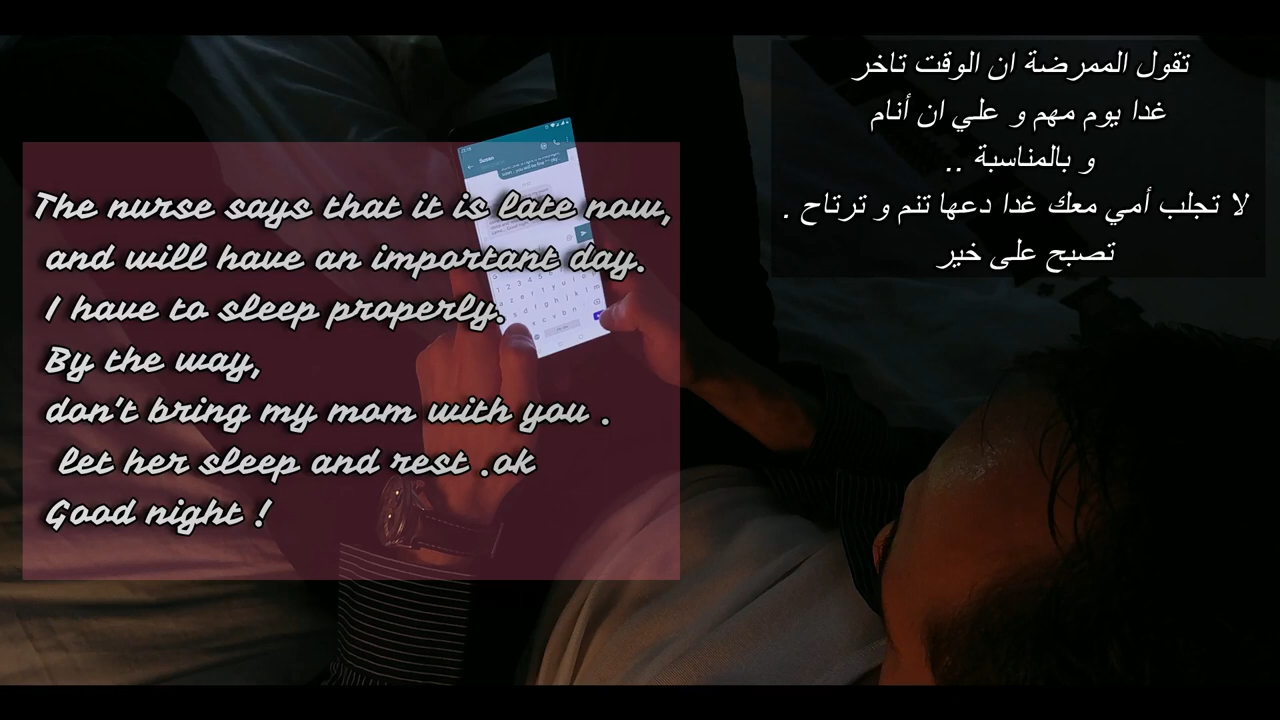 The nurse says that it is late now,
and will have an important day.
I have to sleep properly.
By the way,
don't bring my mom with you .
let her sleep and rest .ok
Good night !
تقول الممرضة ان الوقت تاخر
غدا يوم مهم و علي ان أنام
و بالمناسبة ..
لا تجلب أمي معك غدا دعها تنم و ترتاح .
تصبح على خير
Susan